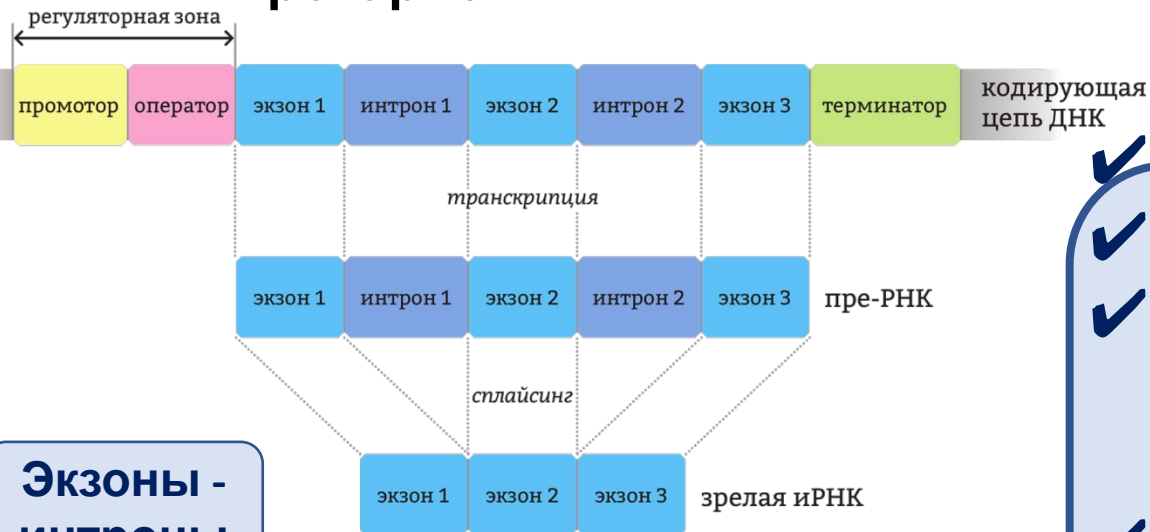 регуляторная зона
промотор оператор экзон 1 интрон 1 экзон 2 интрон 2 экзон 3 терминатор
кодирующая
цепь ДНК
транскрипция
экзон 1 интрон 1 экзон 2 интрон 2 экзон 3 пре-РНК
сплайсинг
экзон 1 экзон 2 экзон 3 зрелая иРНК
Экзоны -
интроны